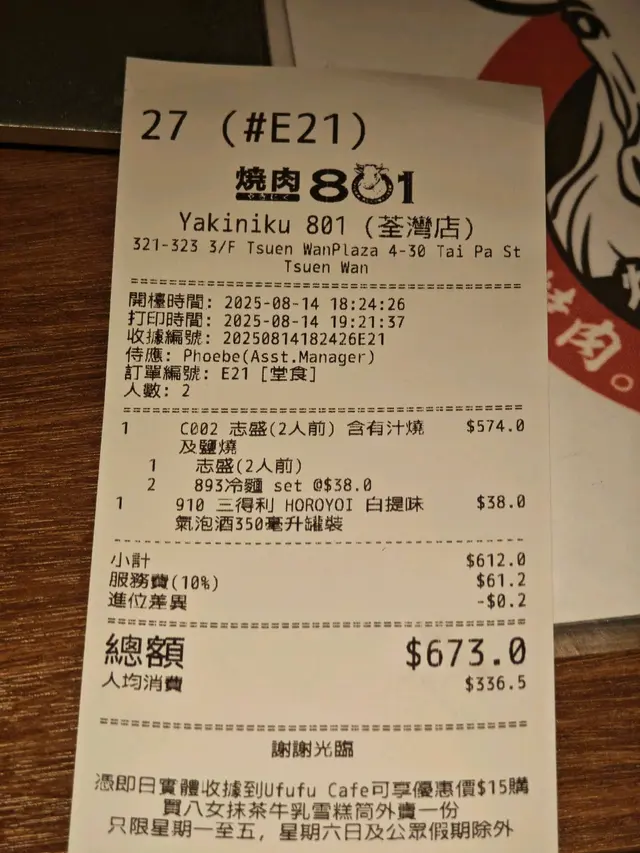 27 (#E21)
焼肉801
やきにく
Yakiniku 801 (荃灣店)
321-323 3/F Tsuen WanPlaza 4-30 Tai Pa St
Tsuen Wan
開檯時間: 2025-08-14 18:24:26
打印時間: 2025-08-14 19:21:37
收據編號: 20250814182426E21
侍應: Phoebe(Asst.Manager)
訂單編號: E21 [堂食]
人數: 2
1 C002 志盛(2人前) 含有汁燒 $574.0
及鹽燒
1 志盛(2人前)
2 893冷麵 set @$38.0
1 910 三得利 HOROYOI 白提味 $38.0
氣泡酒350毫升罐裝
小計 $612.0
服務費(10%) $61.2
進位差異 -$0.2
總額 $673.0
人均消費 $336.5
謝謝光臨
憑即日實體收據到Ufufu Cafe可享優惠價$15購
買八女抹茶牛乳雪糕筒外賣一份
只限星期一至五, 星期六日及公眾假期除外
肉。